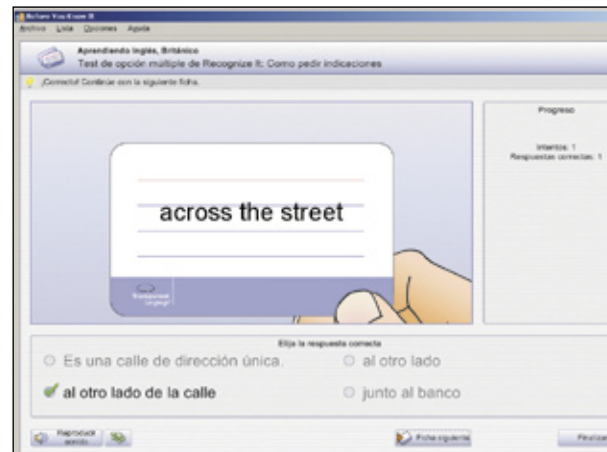 Before You Know It
Archivo Lista Opciones Ayuda
Aprendiendo Inglés, Británico
Test de opción múltiple de Recognize It: Como pedir indicaciones
¡Correcto! Continúe con la siguiente ficha.
Progreso
Intentos: 1
Respuestas correctas: 1
across the street
Transparent
Language
Elija la respuesta correcta
Es una calle de dirección única.
al otro lado
al otro lado de la calle
junto al banco
Reproducir
sonido
Ficha siguiente
Finalizar